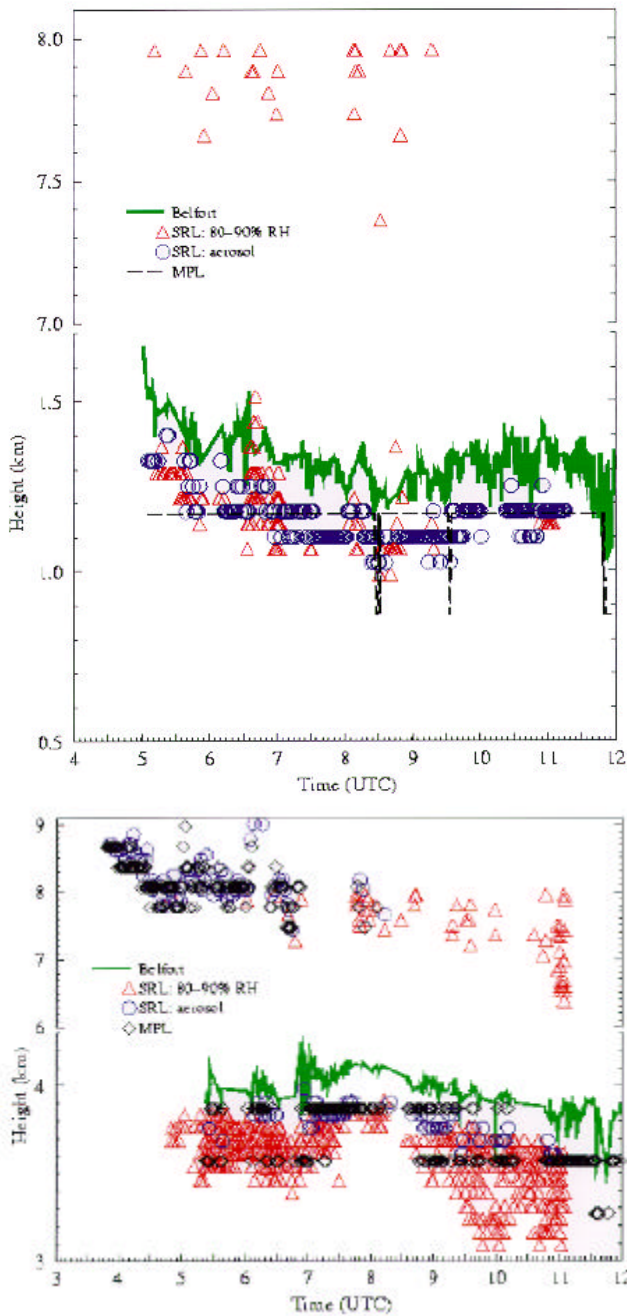 8.0
7.5
Belfort
SRL: 80–90% RH
SRL: aerosol
MPL
7.0
1.5
Height (km)
1.0
0.5
4 5 6 7 8 9 10 11 12
Time (UTC)
9
8
7
Belfort
SRL: 80–90% RH
SRL: aerosol
MPL
6
Height (km)
4
3
3 4 5 6 7 8 9 10 11 12
Time (UTC)